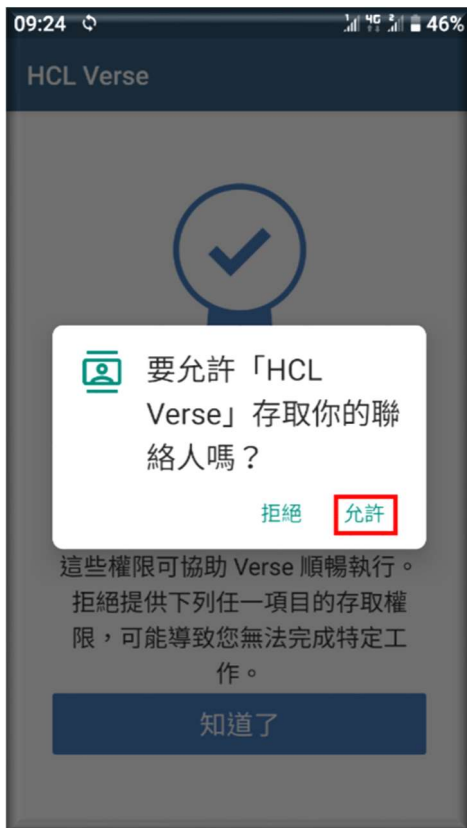 09:24 4G 2 46%
HCL Verse
要允許「HCL
Verse」存取你的聯
絡人嗎？
拒絕 允許
這些權限可協助 Verse 順暢執行。
拒絕提供下列任一項目的存取權
限，可能導致您無法完成特定工
作。
知道了